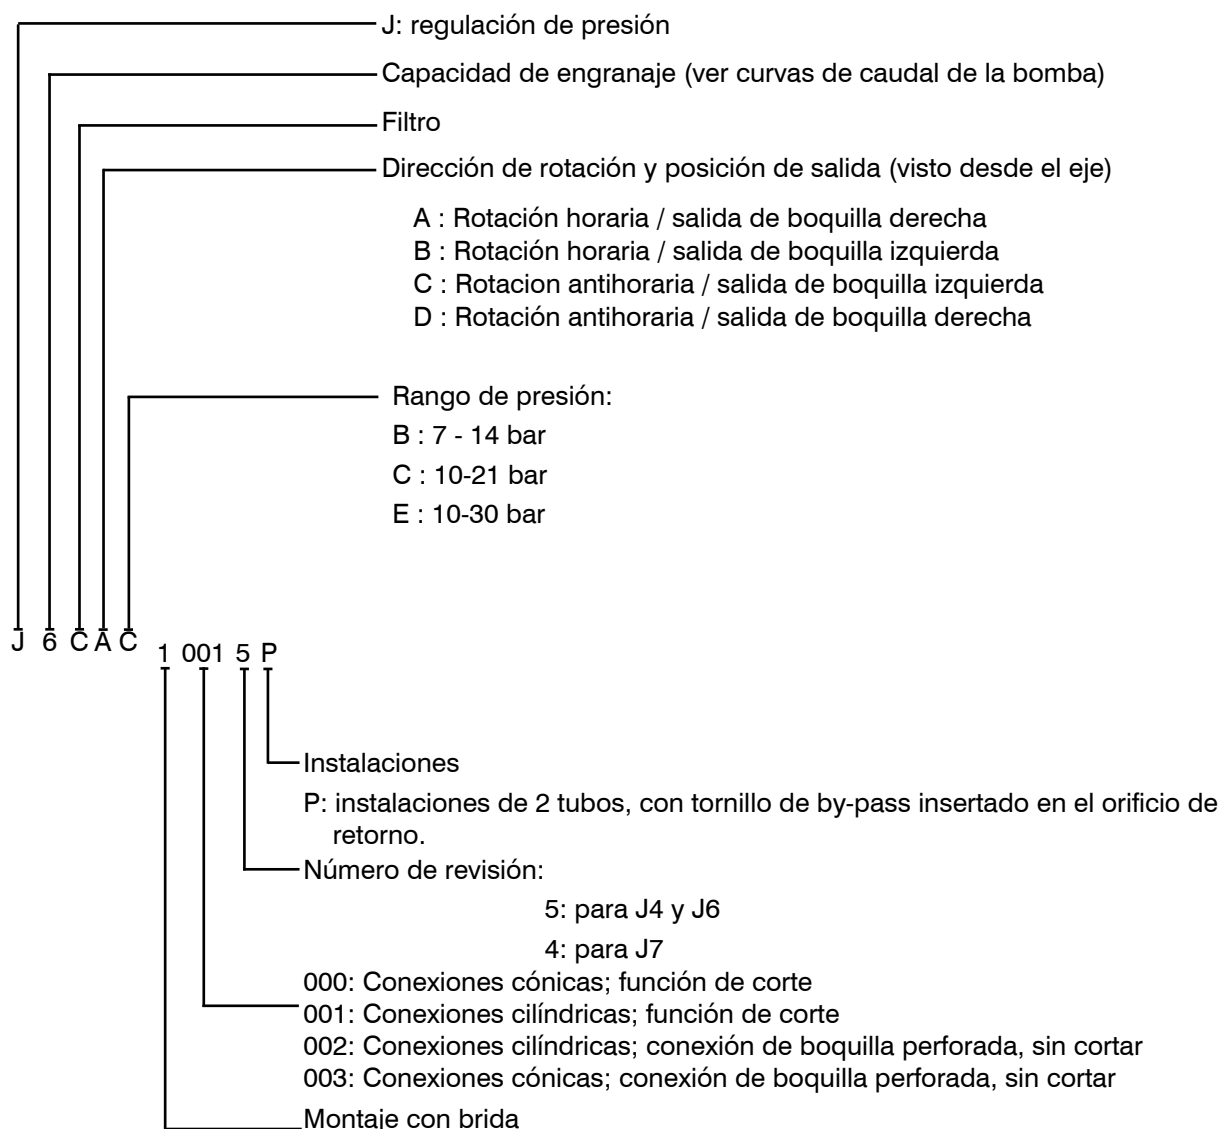 J: regulación de presión
Capacidad de engranaje (ver curvas de caudal de la bomba)
Filtro
Dirección de rotación y posición de salida (visto desde el eje)
A : Rotación horaria / salida de boquilla derecha
B : Rotación horaria / salida de boquilla izquierda
C : Rotacion antihoraria / salida de boquilla izquierda
D : Rotación antihoraria / salida de boquilla derecha
Rango de presión:
B : 7 - 14 bar
C : 10-21 bar
E : 10-30 bar
J 6 C A C 1 001 5 P
Instalaciones
P: instalaciones de 2 tubos, con tornillo de by-pass insertado en el orificio de
retorno.
Número de revisión:
5: para J4 y J6
4: para J7
000: Conexiones cónicas; función de corte
001: Conexiones cilíndricas; función de corte
002: Conexiones cilíndricas; conexión de boquilla perforada, sin cortar
003: Conexiones cónicas; conexión de boquilla perforada, sin cortar
Montaje con brida